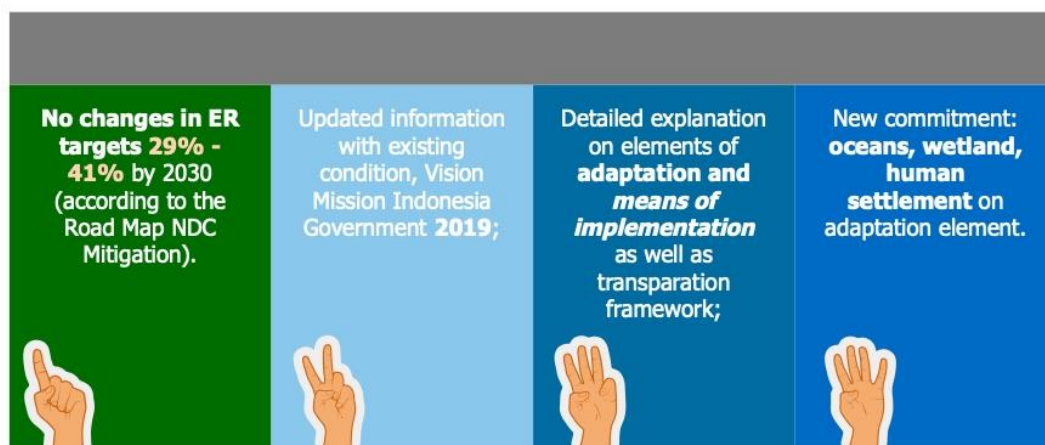 No changes in ER
targets 29% -
41% by 2030
(according to the
Road Map NDC
Mitigation).
Updated information
with existing
condition, Vision
Mission Indonesia
Government 2019;
Detailed explanation
on elements of
adaptation and
means of
implementation
as well as
transparation
framework;
New commitment:
oceans, wetland,
human
settlement on
adaptation element.